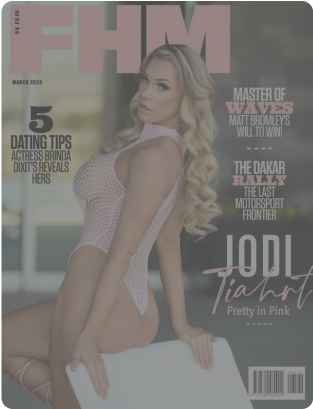 FHM
MARCH 2023
5
DATING TIPS
ACTRESS BRINDA
DIXIT'S REVEALS
HERS
MASTER OF
WAVES
MATT BROMLEY'S
WILL TO WIN!
THE DAKAR
RALLY
THE LAST
MOTORSPORT
FRONTIER
JODI
Tiahrt
Pretty in Pink